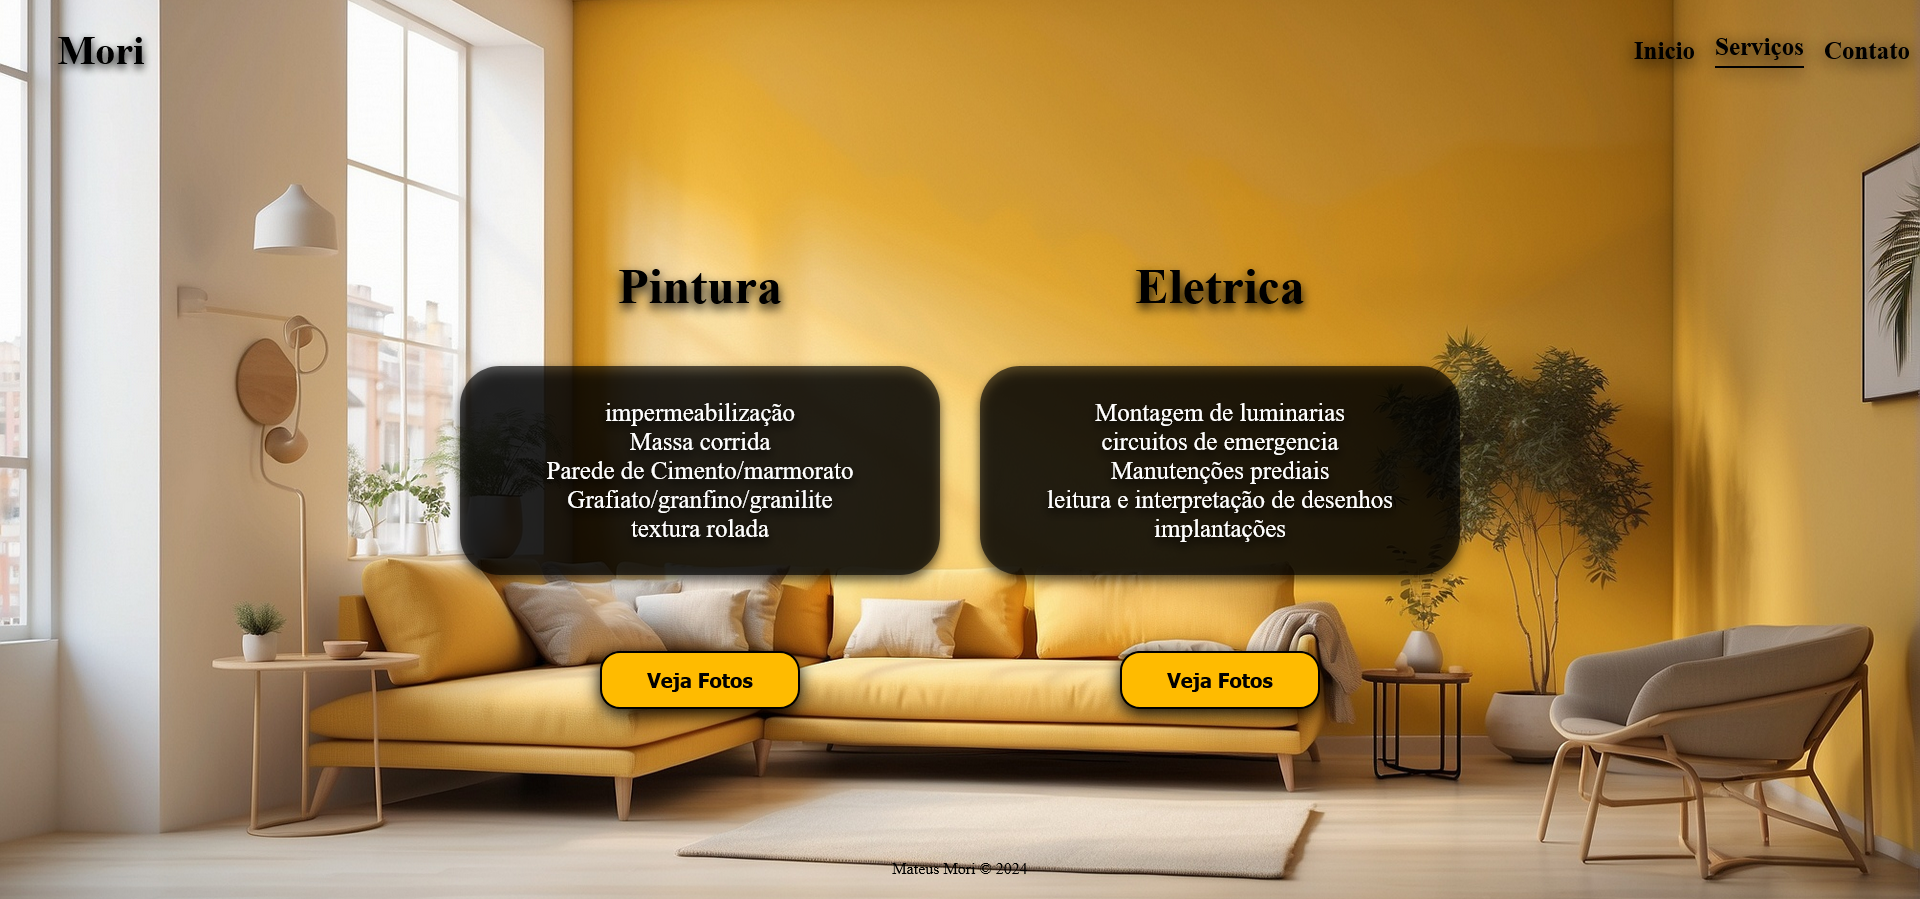 Mori
Inicio Serviços Contato
Pintura
impermeabilização
Massa corrida
Parede de Cimento/marmorato
Grafiato/granfino/granilite
textura rolada
Veja Fotos
Eletrica
Montagem de luminarias
circuitos de emergencia
Manutenções prediais
leitura e interpretação de desenhos
implantações
Veja Fotos
Mateus Mori © 2024